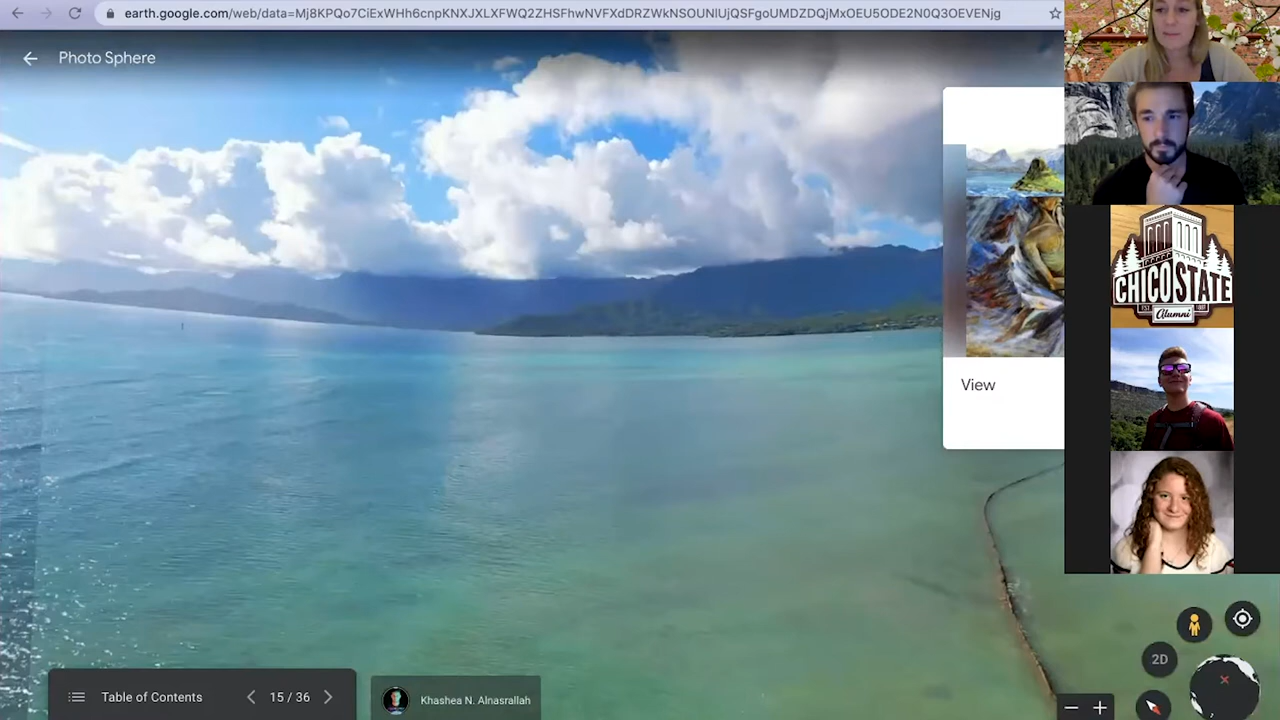 earth.google.com/web/data=Mj8KPQo7CiExWHh6cnpKNXJXLXFWQ2ZHSFhwNVFXdDRZWkNSOUNlUjQSFgoUMDZDQjMxOEU5ODE2N0Q3OEVENjg
Photo Sphere
CHICO STATE
Alumni
View
Table of Contents
15 / 36
Khashea N. Alnasrallah
2D